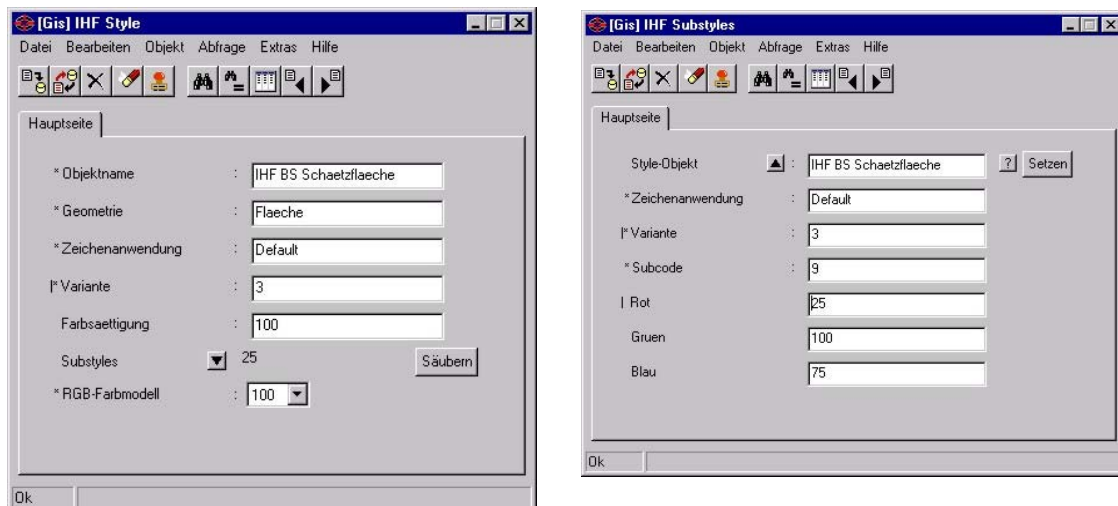 [Gis] IHF Style
Datei Bearbeiten Objekt Abfrage Extras Hilfe
Hauptseite
* Objektname : IHF BS Schaetzflaeche
* Geometrie : Flaeche
* Zeichenanwendung : Default
|* Variante : 3
Farbsaettigung : 100
Substyles 25 Säubern
* RGB-Farbmodell : 100
Ok
[Gis] IHF Substyles
Datei Bearbeiten Objekt Abfrage Extras Hilfe
Hauptseite
Style-Objekt : IHF BS Schaetzflaeche ? Setzen
* Zeichenanwendung : Default
|* Variante : 3
* Subcode : 9
| Rot 25
Gruen 100
Blau 75
Ok